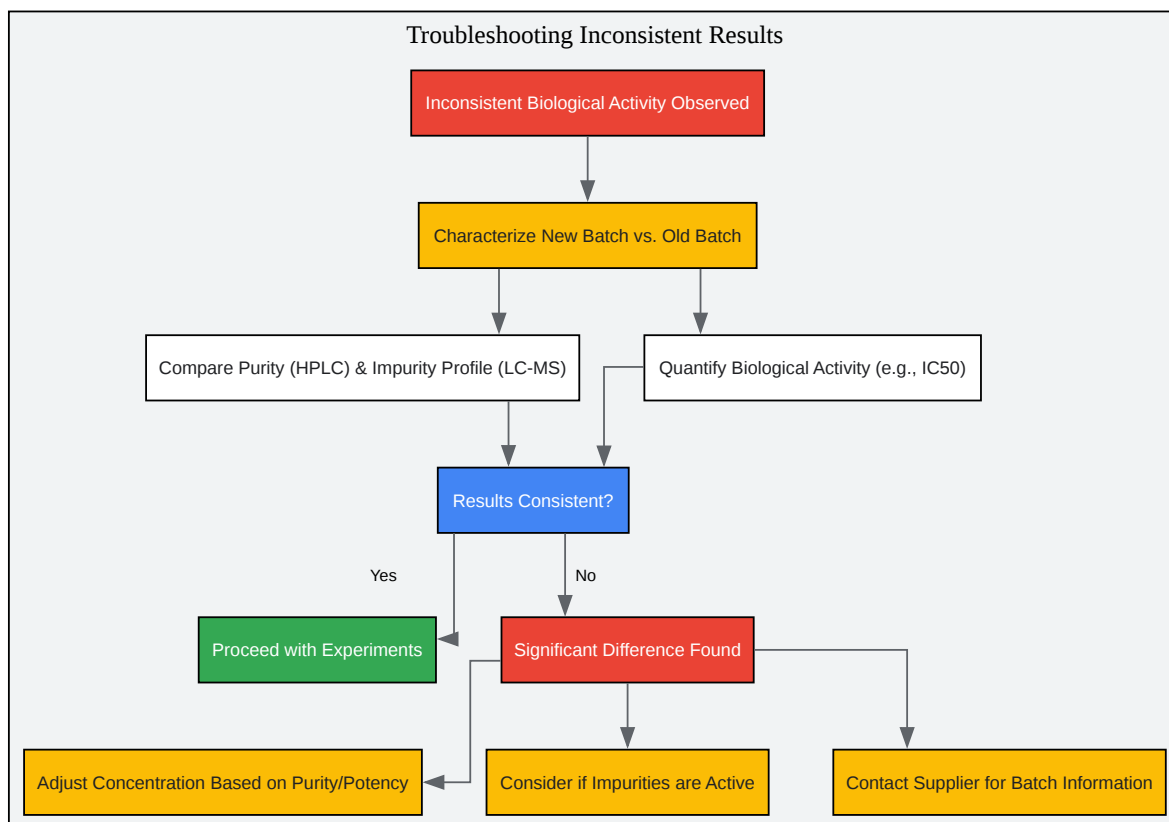 Troubleshooting Inconsistent Results
Inconsistent Biological Activity Observed
Characterize New Batch vs. Old Batch
Compare Purity (HPLC) & Impurity Profile (LC-MS)
Quantify Biological Activity (e.g., IC50)
Results Consistent?
Yes
No
Proceed with Experiments
Significant Difference Found
Adjust Concentration Based on Purity/Potency
Consider if Impurities are Active
Contact Supplier for Batch Information